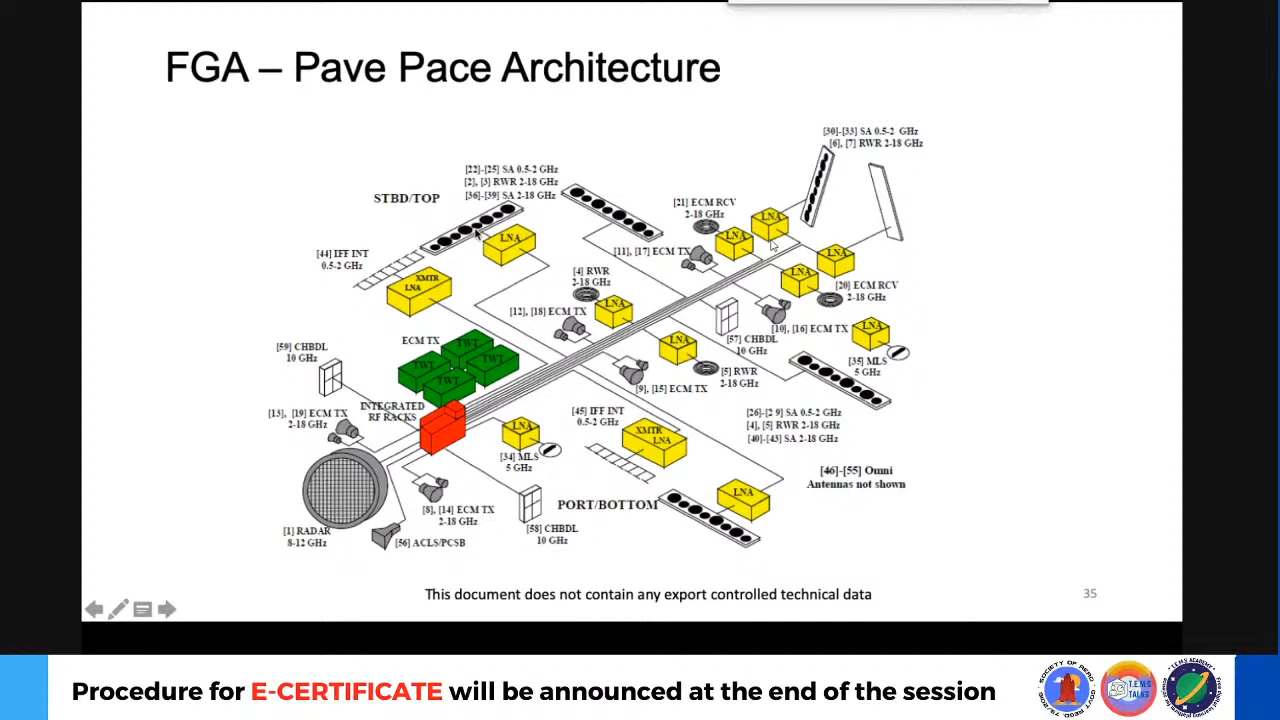 FGA – Pave Pace Architecture
[30]-[33] SA 0.5-2 GHz
[6], [7] RWR 2-18 GHz
[22]-[25] SA 0.5-2 GHz
[2], [3] RWR 2-18 GHz
[36]-[39] SA 2-18 GHz
STBD/TOP
[21] ECM RCV
2-18 GHz
LNA
LNA
LNA
LNA
LNA
[44] IFF INT
0.5-2 GHz
[11], [17] ECM TX
XMTR
LNA
[4] RWR
2-18 GHz
[20] ECM RCV
2-18 GHz
LNA
[12], [18] ECM TX
[10], [16] ECM TX
LNA
[57] CHBDL
10 GHz
[35] MLS
5 GHz
[59] CHBDL
10 GHz
ECM TX
TWT
TWT
TWT
TWT
LNA
[5] RWR
2-18 GHz
[9], [15] ECM TX
INTEGRATED
RF RACKS
[13], [19] ECM TX
2-18 GHz
[45] IFF INT
0.5-2 GHz
[26]-[2 9] SA 0.5-2 GHz
[4], [5] RWR 2-18 GHz
[40]-[43] SA 2-18 GHz
LNA
XMTR
LNA
[34] MLS
5 GHz
[46]-[55] Omni
Antennas not shown
LNA
PORT/BOTTOM
[8], [14] ECM TX
2-18 GHz
[58] CHBDL
10 GHz
[1] RADAR
8-12 GHz
[56] ACLS/PCSB
This document does not contain any export controlled technical data
35
Procedure for E-CERTIFICATE will be announced at the end of the session
T.E.M.S
TALKS